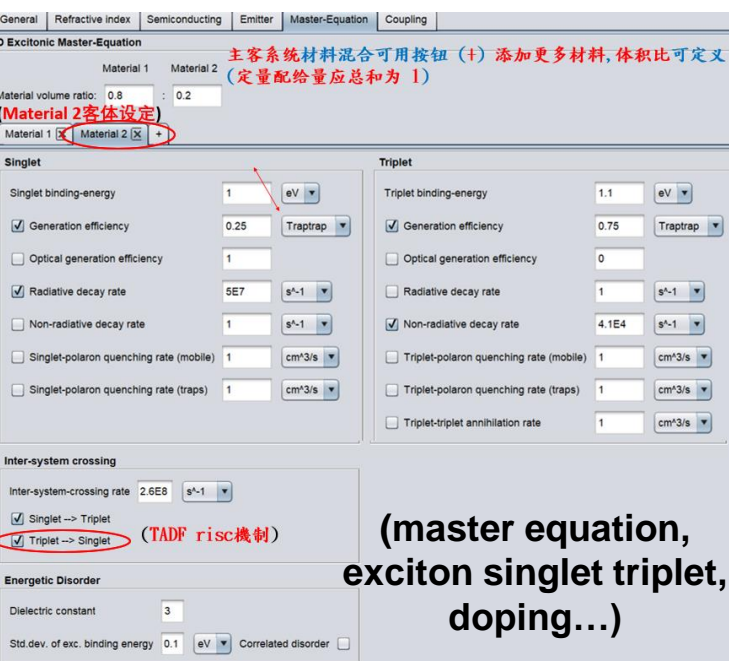 General Refractive index Semiconducting Emitter Master-Equation Coupling
D Excitonic Master-Equation
主客系统材料混合可用按钮 (+) 添加更多材料,体积比可定义
Material 1 Material 2
(定量配给量应总和为 1)
Material volume ratio: 0.8 : 0.2
(Material 2客体设定)
Material 1 Material 2 +
Singlet
Singlet binding-energy 1 eV
Generation efficiency 0.25 Traptrap
Optical generation efficiency 1
Radiative decay rate 5E7 s^-1
Non-radiative decay rate 1 s^-1
Singlet-polaron quenching rate (mobile) 1 cm^3/s
Singlet-polaron quenching rate (traps) 1 cm^3/s
Triplet
Triplet binding-energy 1.1 eV
Generation efficiency 0.75 Traptrap
Optical generation efficiency 0
Radiative decay rate 1 s^-1
Non-radiative decay rate 4.1E4 s^-1
Triplet-polaron quenching rate (mobile) 1 cm^3/s
Triplet-polaron quenching rate (traps) 1 cm^3/s
Triplet-triplet annihilation rate 1 cm^3/s
Inter-system crossing
Inter-system-crossing rate 2.6E8 s^-1
Singlet --> Triplet
Triplet --> Singlet (TADF risc機制)
Energetic Disorder
Dielectric constant 3
Std.dev. of exc. binding energy 0.1 eV Correlated disorder
(master equation,
exciton singlet triplet,
doping…)